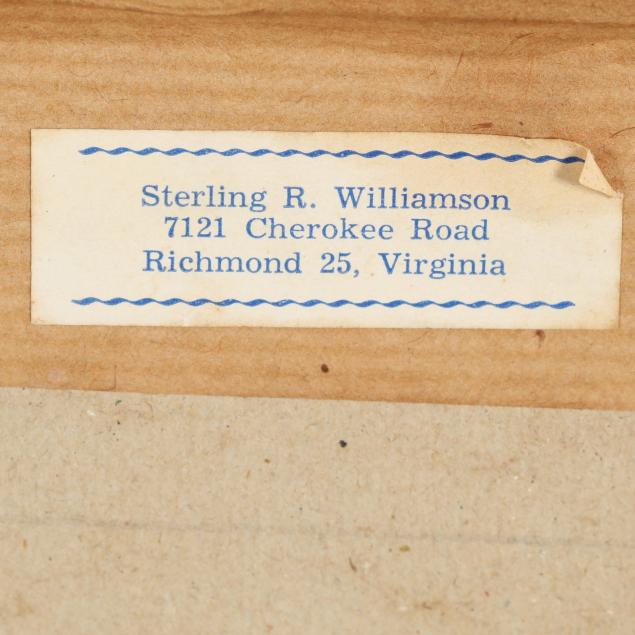 Sterling R. Williamson
7121 Cherokee Road
Richmond 25, Virginia